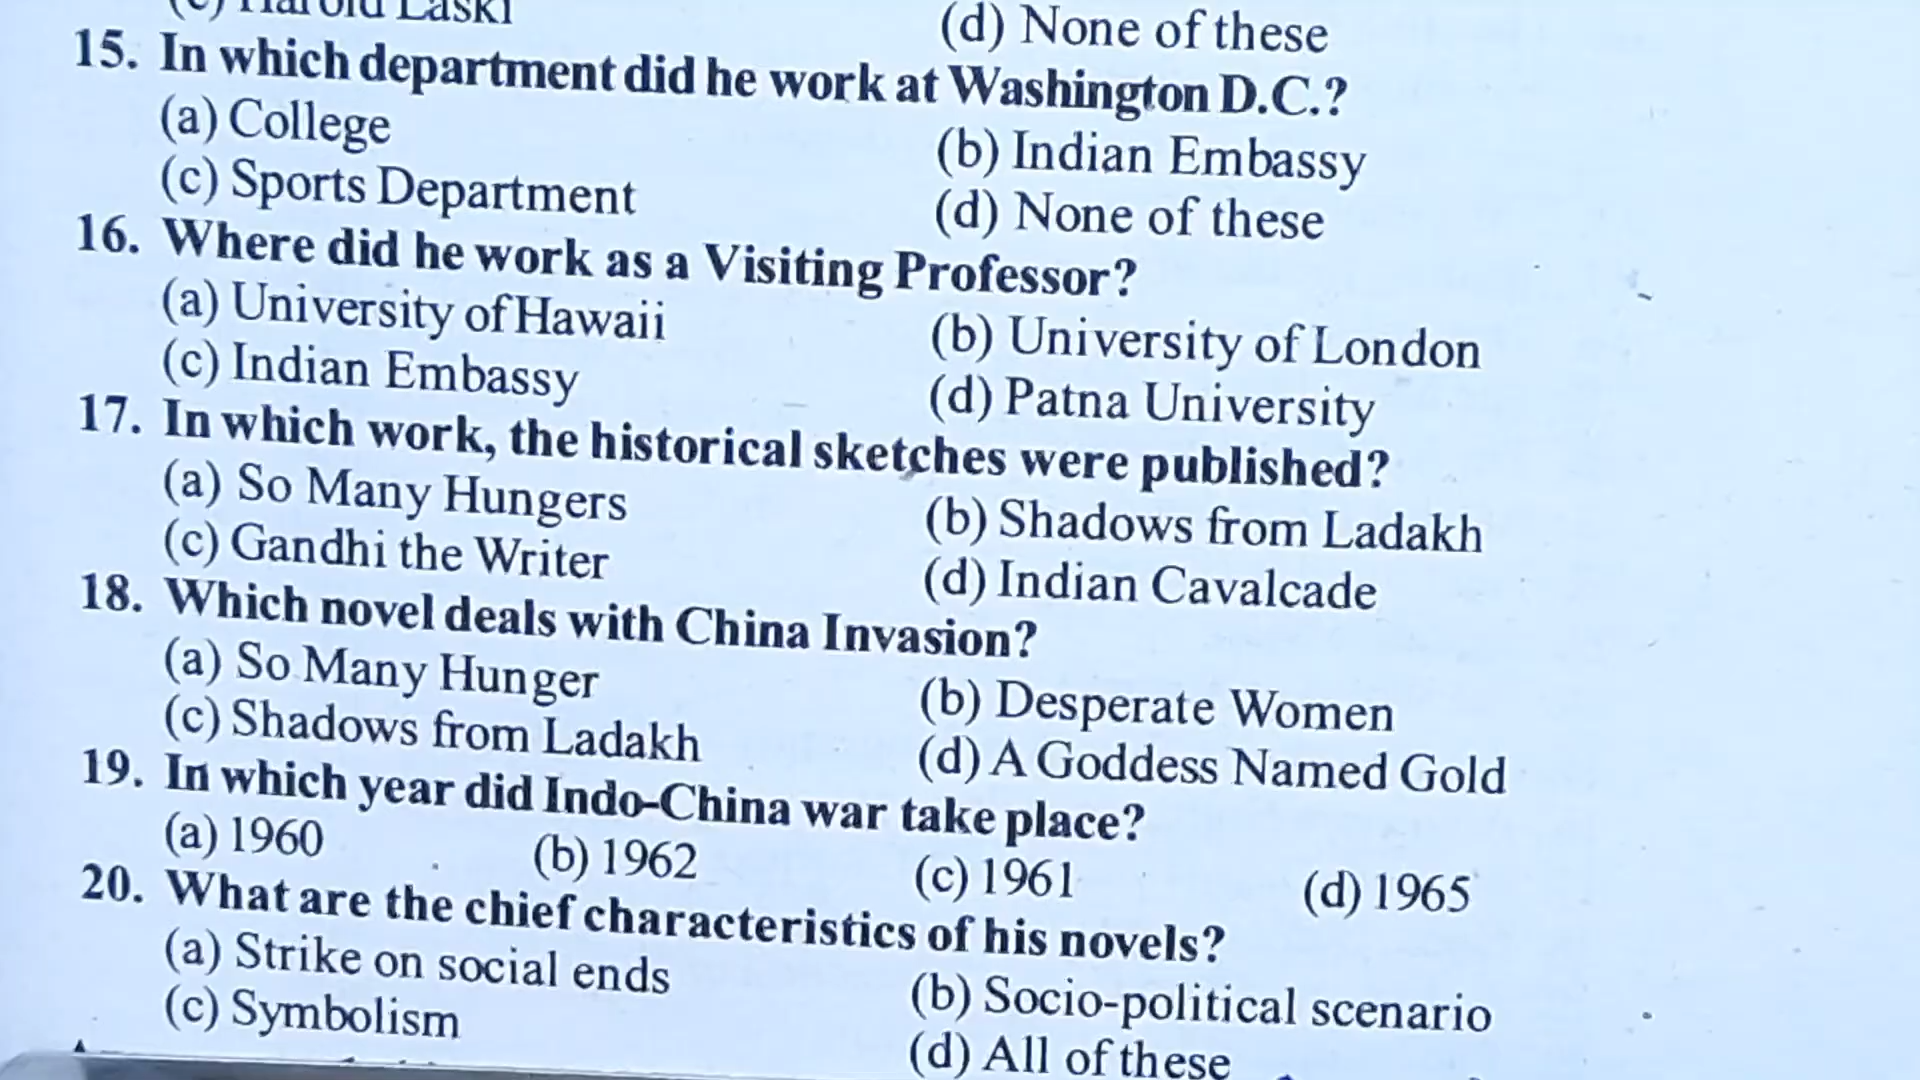 (c) Harold Laski (d) None of these
15. In which department did he work at Washington D.C.?
(a) College (b) Indian Embassy
(c) Sports Department (d) None of these
16. Where did he work as a Visiting Professor?
(a) University of Hawaii (b) University of London
(c) Indian Embassy (d) Patna University
17. In which work, the historical sketches were published?
(a) So Many Hungers (b) Shadows from Ladakh
(c) Gandhi the Writer (d) Indian Cavalcade
18. Which novel deals with China Invasion?
(a) So Many Hunger (b) Desperate Women
(c) Shadows from Ladakh (d) A Goddess Named Gold
19. In which year did Indo-China war take place?
(a) 1960 (b) 1962 (c) 1961 (d) 1965
20. What are the chief characteristics of his novels?
(a) Strike on social ends (b) Socio-political scenario
(c) Symbolism (d) All of these